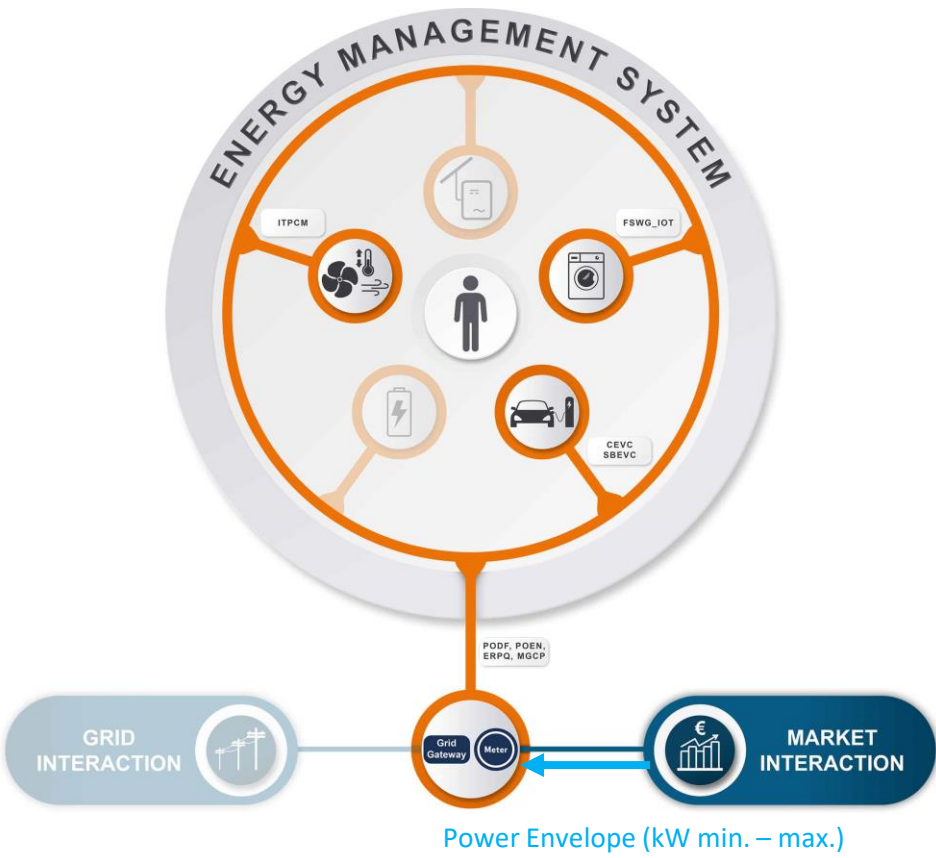 ENERGY MANAGEMENT SYSTEM
ITPCM
FSWG_IOT
CEVC
SBEVC
PODF, POEN,
ERPQ, MGCP
GRID
INTERACTION
Grid
Gateway
Meter
€
MARKET
INTERACTION
Power Envelope (kW min. – max.)